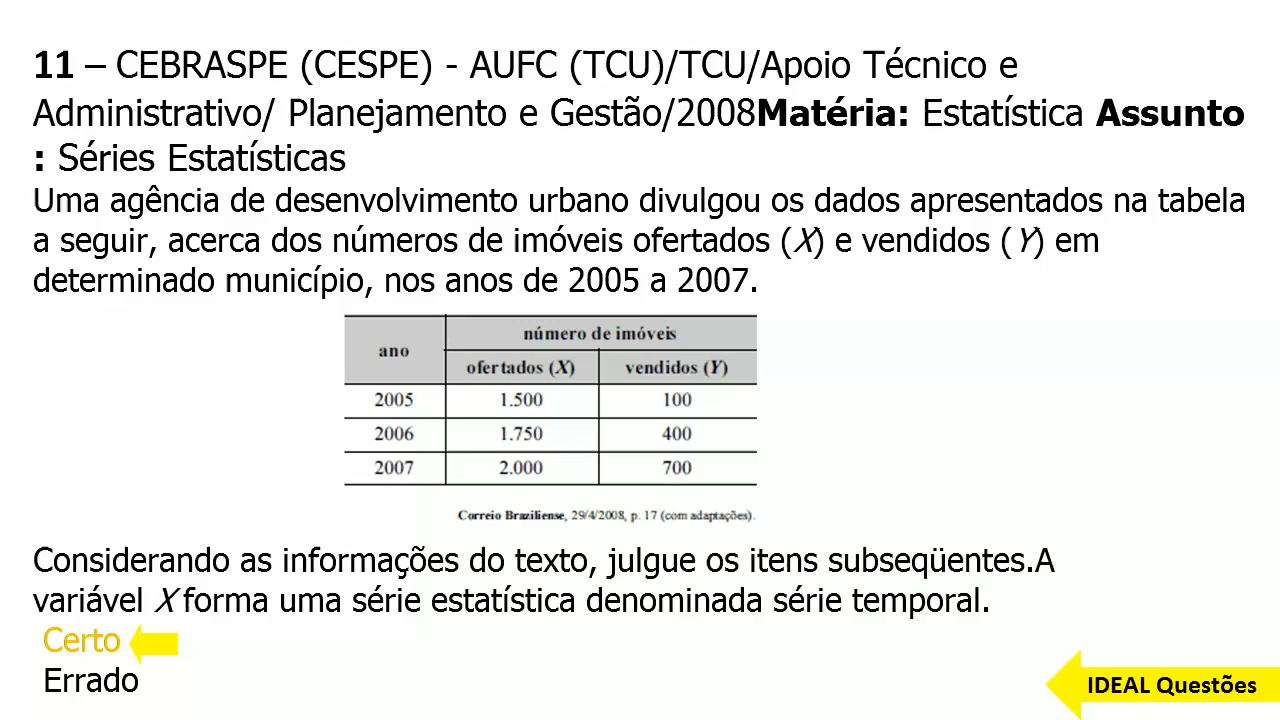 11 – CEBRASPE (CESPE) - AUFC (TCU)/TCU/Apoio Técnico e
Administrativo/ Planejamento e Gestão/2008Matéria: Estatística Assunto
: Séries Estatísticas
Uma agência de desenvolvimento urbano divulgou os dados apresentados na tabela
a seguir, acerca dos números de imóveis ofertados (X) e vendidos (Y) em
determinado município, nos anos de 2005 a 2007.
ano
número de imóveis
ofertados (X) vendidos (Y)
2005 1.500 100
2006 1.750 400
2007 2.000 700
Correio Braziliense, 29/4/2008, p. 17 (com adaptações).
Considerando as informações do texto, julgue os itens subseqüentes.A
variável X forma uma série estatística denominada série temporal.
Certo
Errado
IDEAL Questões